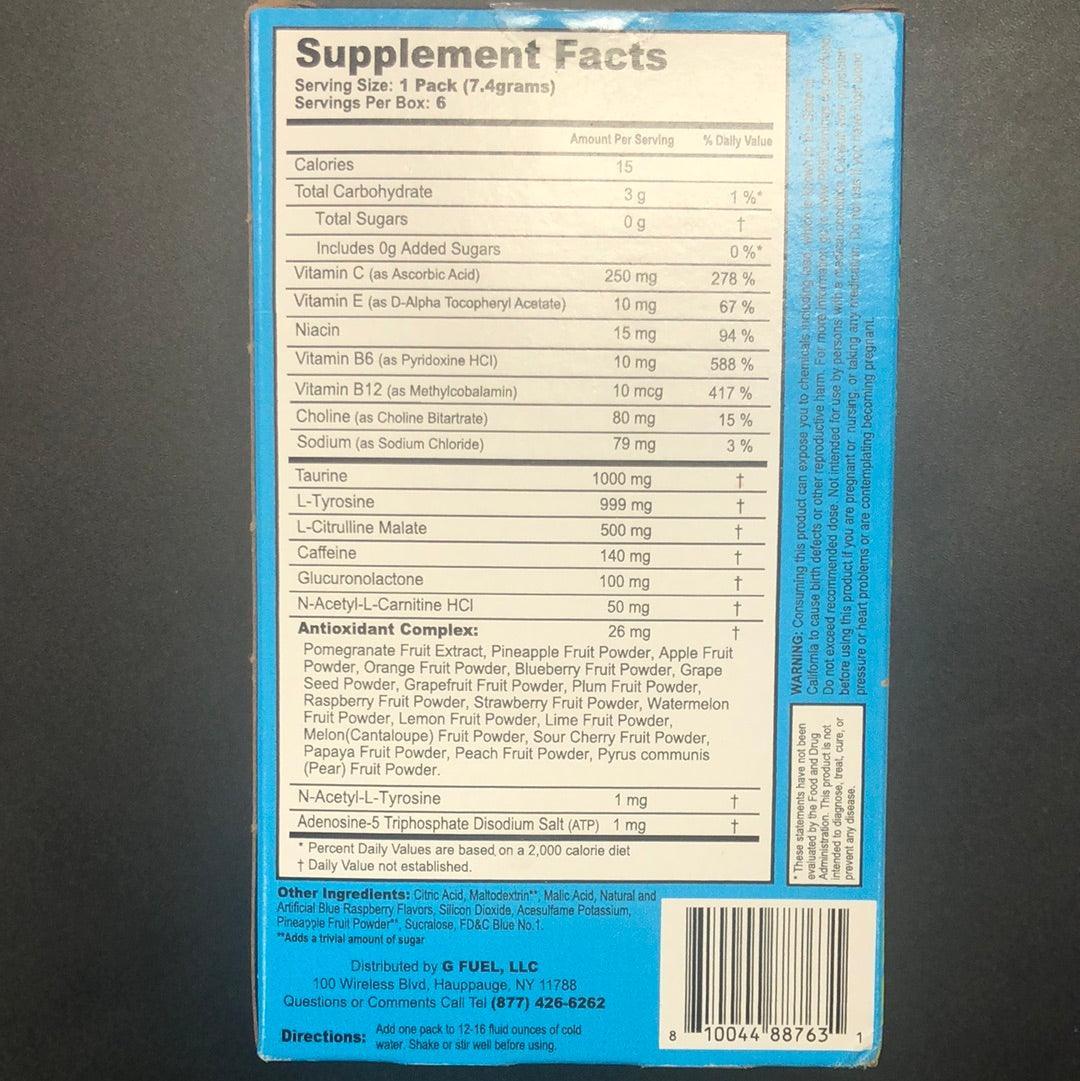 Supplement Facts
Serving Size: 1 Pack (7.4grams)
Servings Per Box: 6
Amount Per Serving % Daily Value
Calories 15
Total Carbohydrate 3 g 1 %*
Total Sugars 0 g †
Includes 0g Added Sugars 0 %*
Vitamin C (as Ascorbic Acid) 250 mg 278 %
Vitamin E (as D-Alpha Tocopheryl Acetate) 10 mg 67 %
Niacin 15 mg 94 %
Vitamin B6 (as Pyridoxine HCl) 10 mg 588 %
Vitamin B12 (as Methylcobalamin) 10 mcg 417 %
Choline (as Choline Bitartrate) 80 mg 15 %
Sodium (as Sodium Chloride) 79 mg 3 %
Taurine 1000 mg †
L-Tyrosine 999 mg †
L-Citrulline Malate 500 mg †
Caffeine 140 mg †
Glucuronolactone 100 mg †
N-Acetyl-L-Carnitine HCl 50 mg †
Antioxidant Complex: 26 mg †
Pomegranate Fruit Extract, Pineapple Fruit Powder, Apple Fruit
Powder, Orange Fruit Powder, Blueberry Fruit Powder, Grape
Seed Powder, Grapefruit Fruit Powder, Plum Fruit Powder,
Raspberry Fruit Powder, Strawberry Fruit Powder, Watermelon
Fruit Powder, Lemon Fruit Powder, Lime Fruit Powder,
Melon(Cantaloupe) Fruit Powder, Sour Cherry Fruit Powder,
Papaya Fruit Powder, Peach Fruit Powder, Pyrus communis
(Pear) Fruit Powder.
N-Acetyl-L-Tyrosine 1 mg †
Adenosine-5 Triphosphate Disodium Salt (ATP) 1 mg †
* Percent Daily Values are based on a 2,000 calorie diet
† Daily Value not established.
Other Ingredients: Citric Acid, Maltodextrin**, Malic Acid, Natural and
Artificial Blue Raspberry Flavors, Silicon Dioxide, Acesulfame Potassium,
Pineapple Fruit Powder**, Sucralose, FD&C Blue No.1.
**Adds a trivial amount of sugar
Distributed by G FUEL, LLC
100 Wireless Blvd, Hauppauge, NY 11788
Questions or Comments Call Tel (877) 426-6262
Directions: Add one pack to 12-16 fluid ounces of cold
water. Shake or stir well before using.
WARNING: Consuming this product can expose you to chemicals including lead, which is known to the State of
California to cause birth defects or other reproductive harm. For more information go to
Do not exceed recommended dose. Not intended for use by persons with a medical condition. Consult your physician
before using this product if you are pregnant or nursing, or taking any medication. Do not use if you have high blood
pressure or heart problems or are contemplating becoming pregnant.
* These statements have not been
evaluated by the Food and Drug
Administration. This product is not
intended to diagnose, treat, cure, or
prevent any disease.
8 10044 88763 1